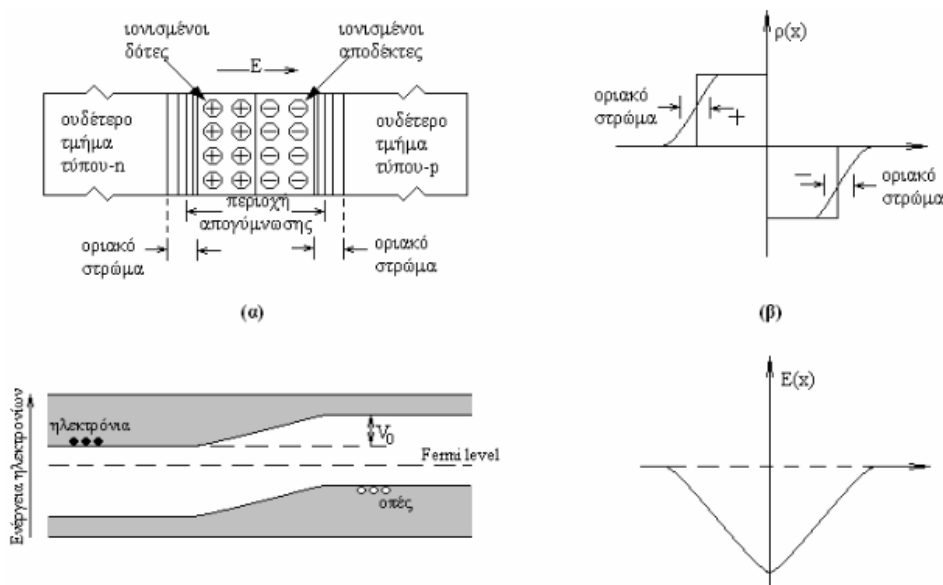 ιονισμένοι
δότες
ιονισμένοι
αποδέκτες
E
ουδέτερο
τμήμα
τύπου-n
ουδέτερο
τμήμα
τύπου-p
περιοχή
απογύμνωσης
οριακό
στρώμα
οριακό
στρώμα
(α)
ρ(x)
οριακό
στρώμα
+
−
οριακό
στρώμα
(β)
Ενέργεια ηλεκτρονίων
ηλεκτρόνια
V0
Fermi level
οπές
E(x)